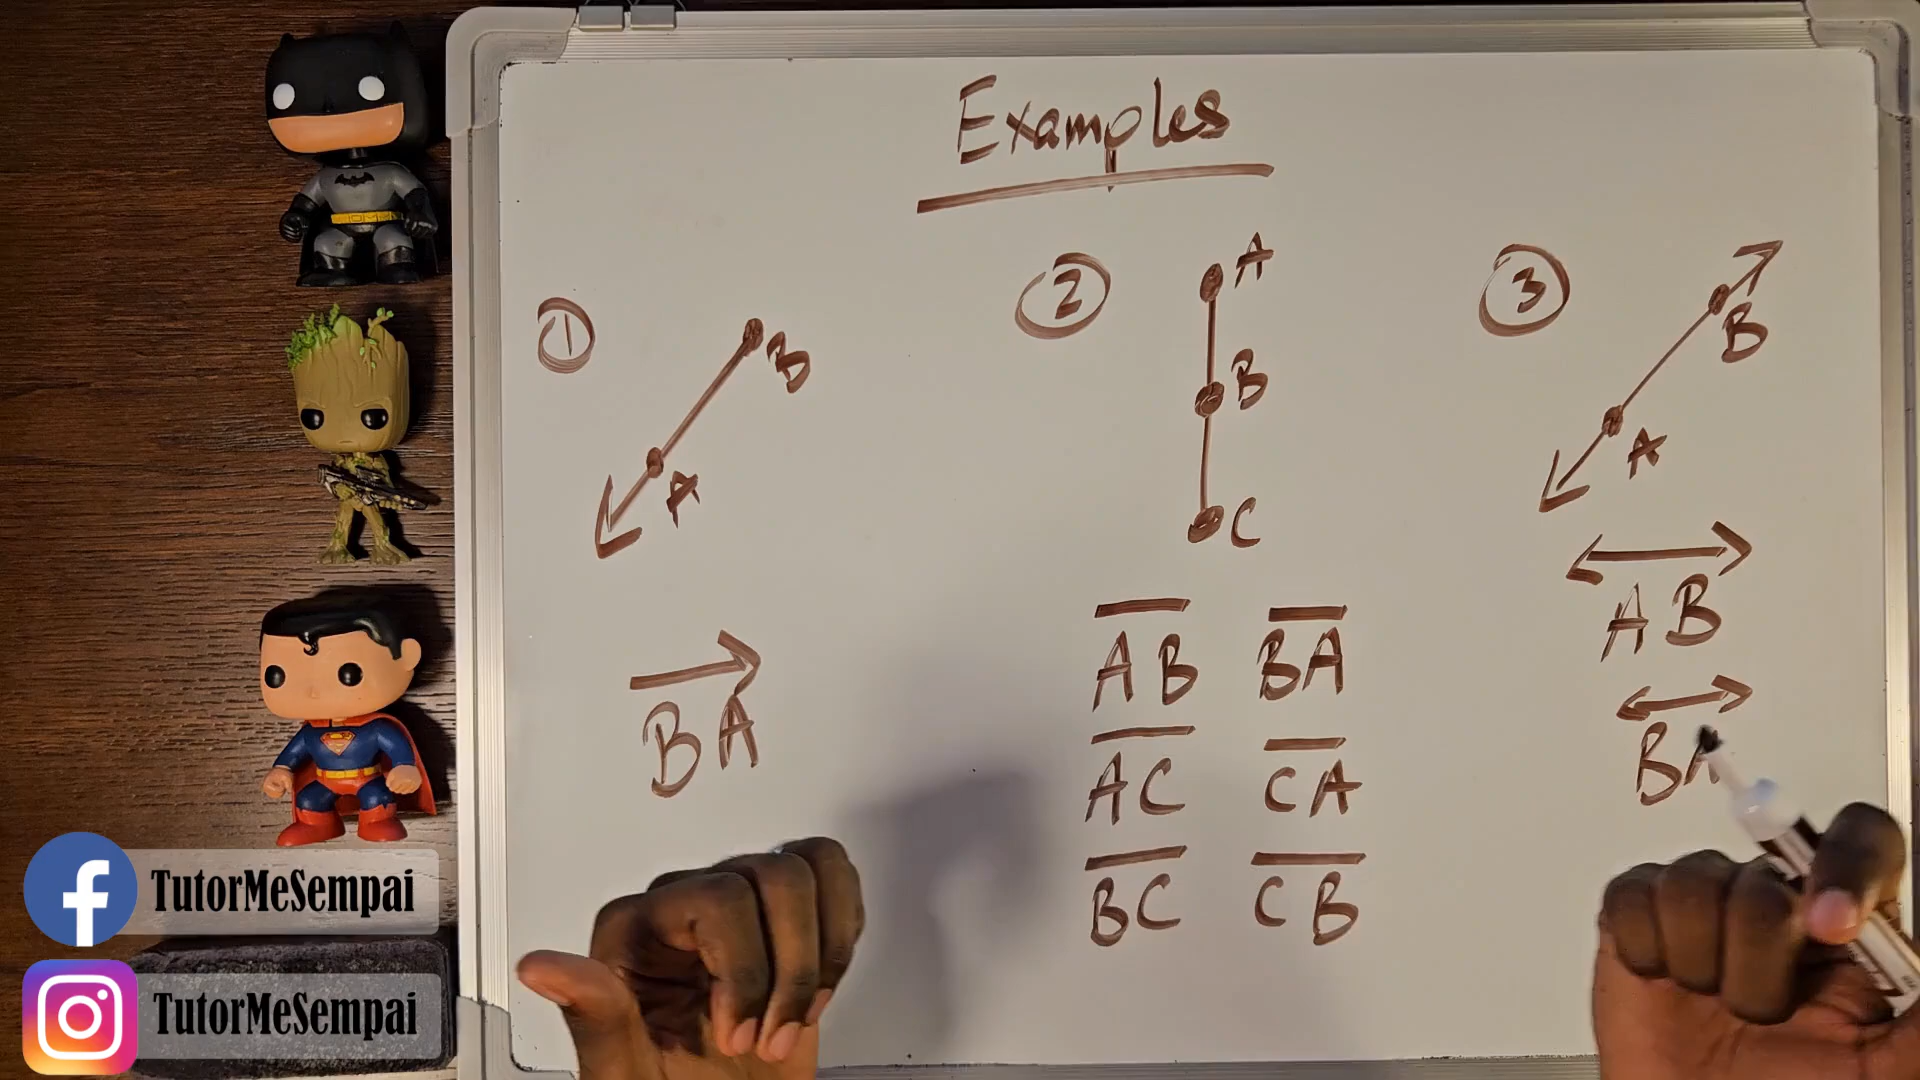 Examples
①
B
A
→
BA
②
A
B
C
AB BA
AC CA
BC CB
③
B
A
↔
AB
↔
BA
TutorMeSempai
TutorMeSempai